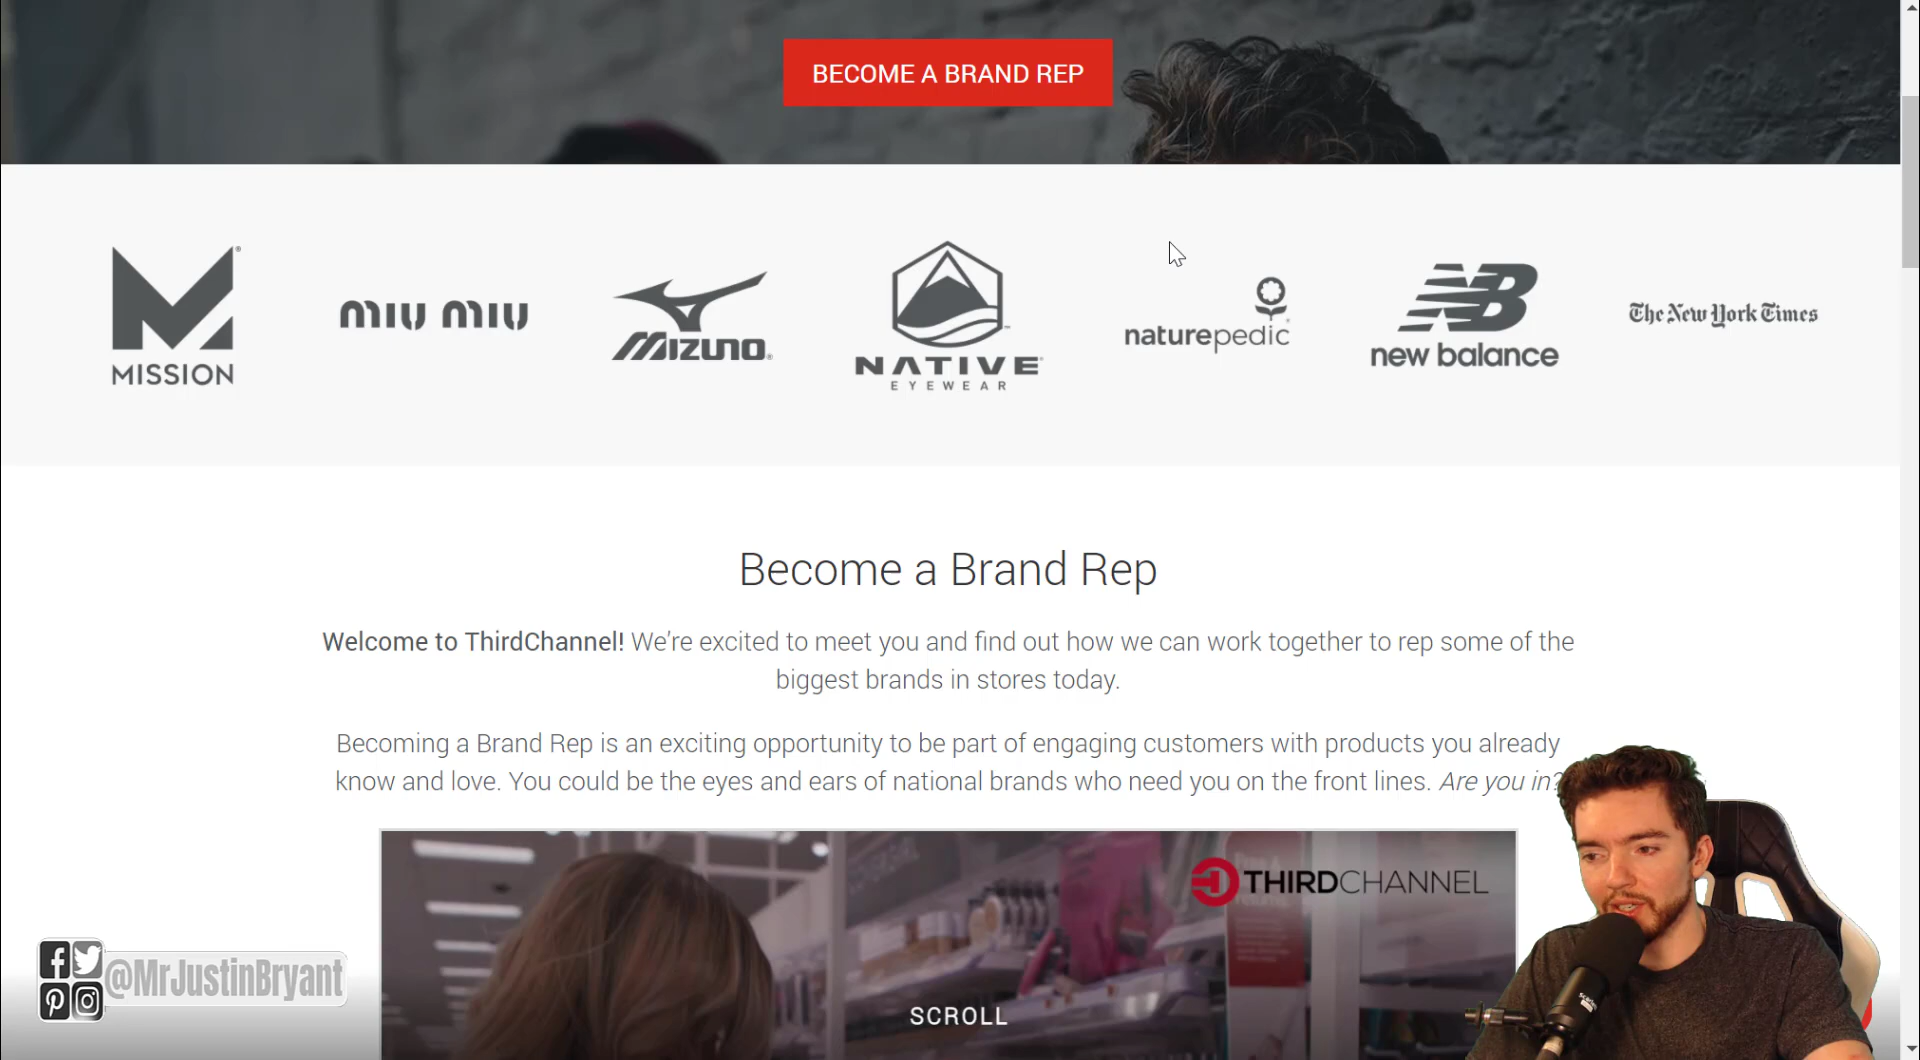 BECOME A BRAND REP
MISSION
miu miu
MIZUNO
NATIVE
EYEWEAR
naturepedic
NB
new balance
The New York Times
Become a Brand Rep
Welcome to ThirdChannel! We're excited to meet you and find out how we can work together to rep some of the
biggest brands in stores today.
Becoming a Brand Rep is an exciting opportunity to be part of engaging customers with products you already
know and love. You could be the eyes and ears of national brands who need you on the front lines. Are you in?
THIRDCHANNEL
@MrJustinBryant
SCROLL